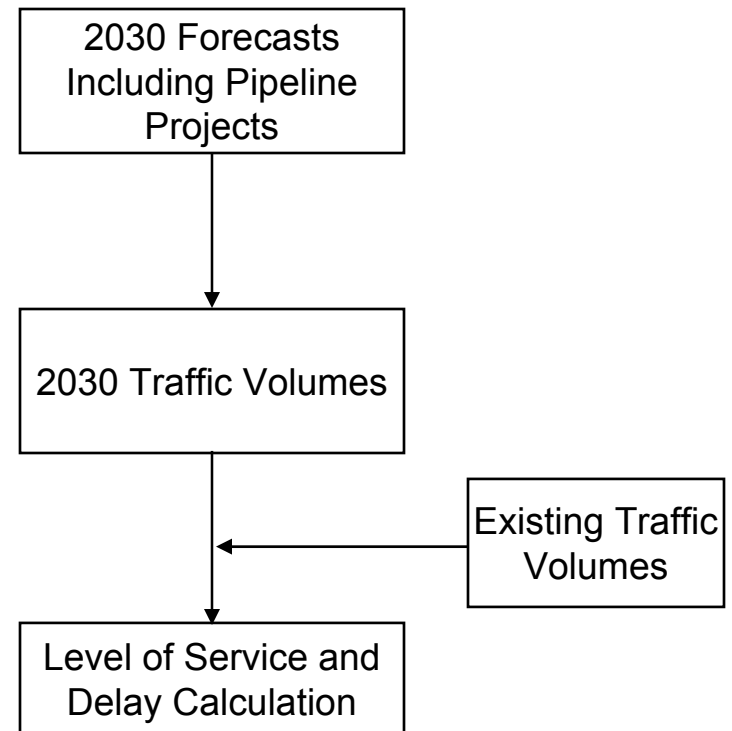 2030 Forecasts
Including Pipeline
Projects
2030 Traffic Volumes
Existing Traffic
Volumes
Level of Service and
Delay Calculation